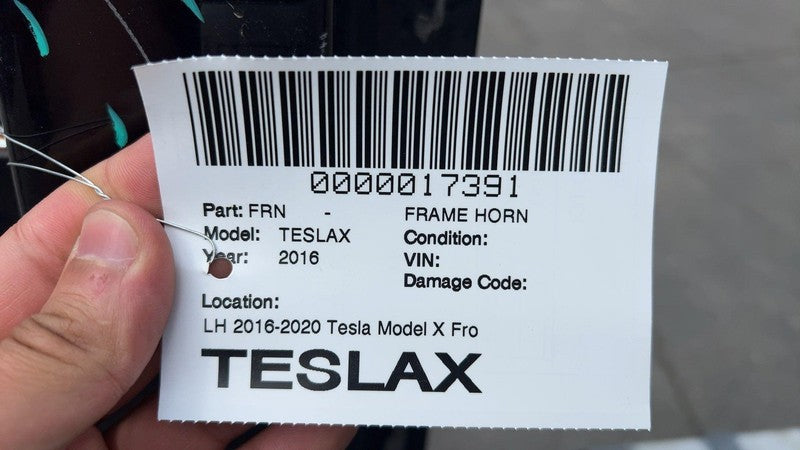 0000017391
Part: FRN - FRAME HORN
Model: TESLAX Condition:
Year: 2016 VIN:
Damage Code:
Location:
LH 2016-2020 Tesla Model X Fro
TESLAX